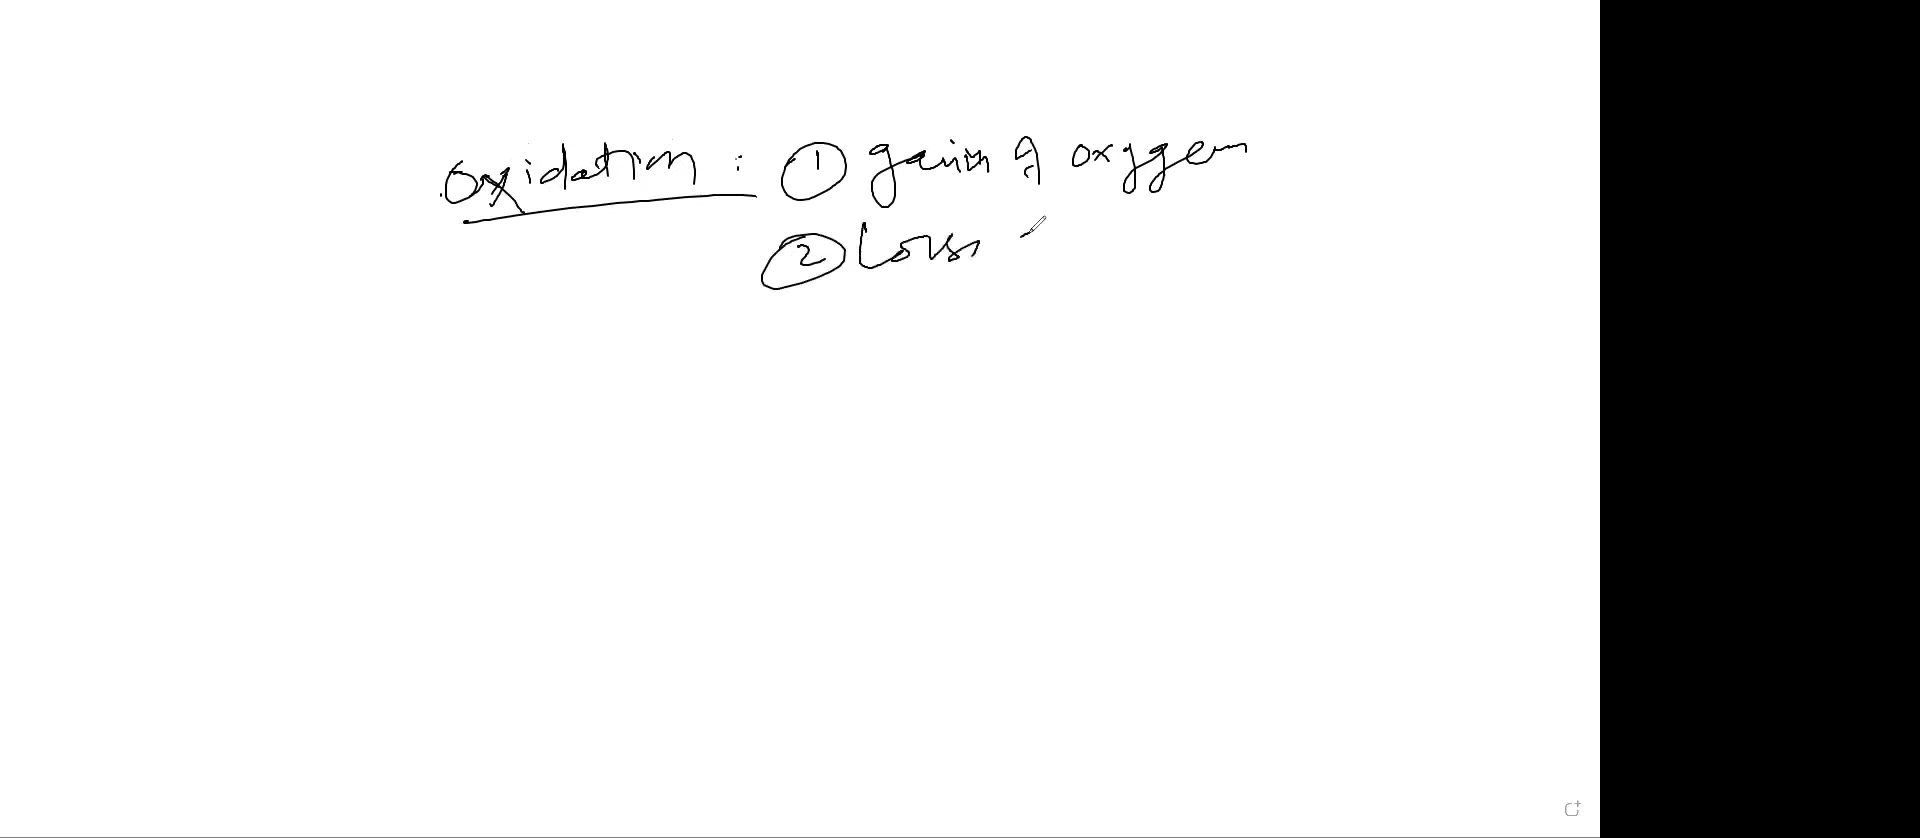 Oxidation : ① gain of oxygen
② Loss